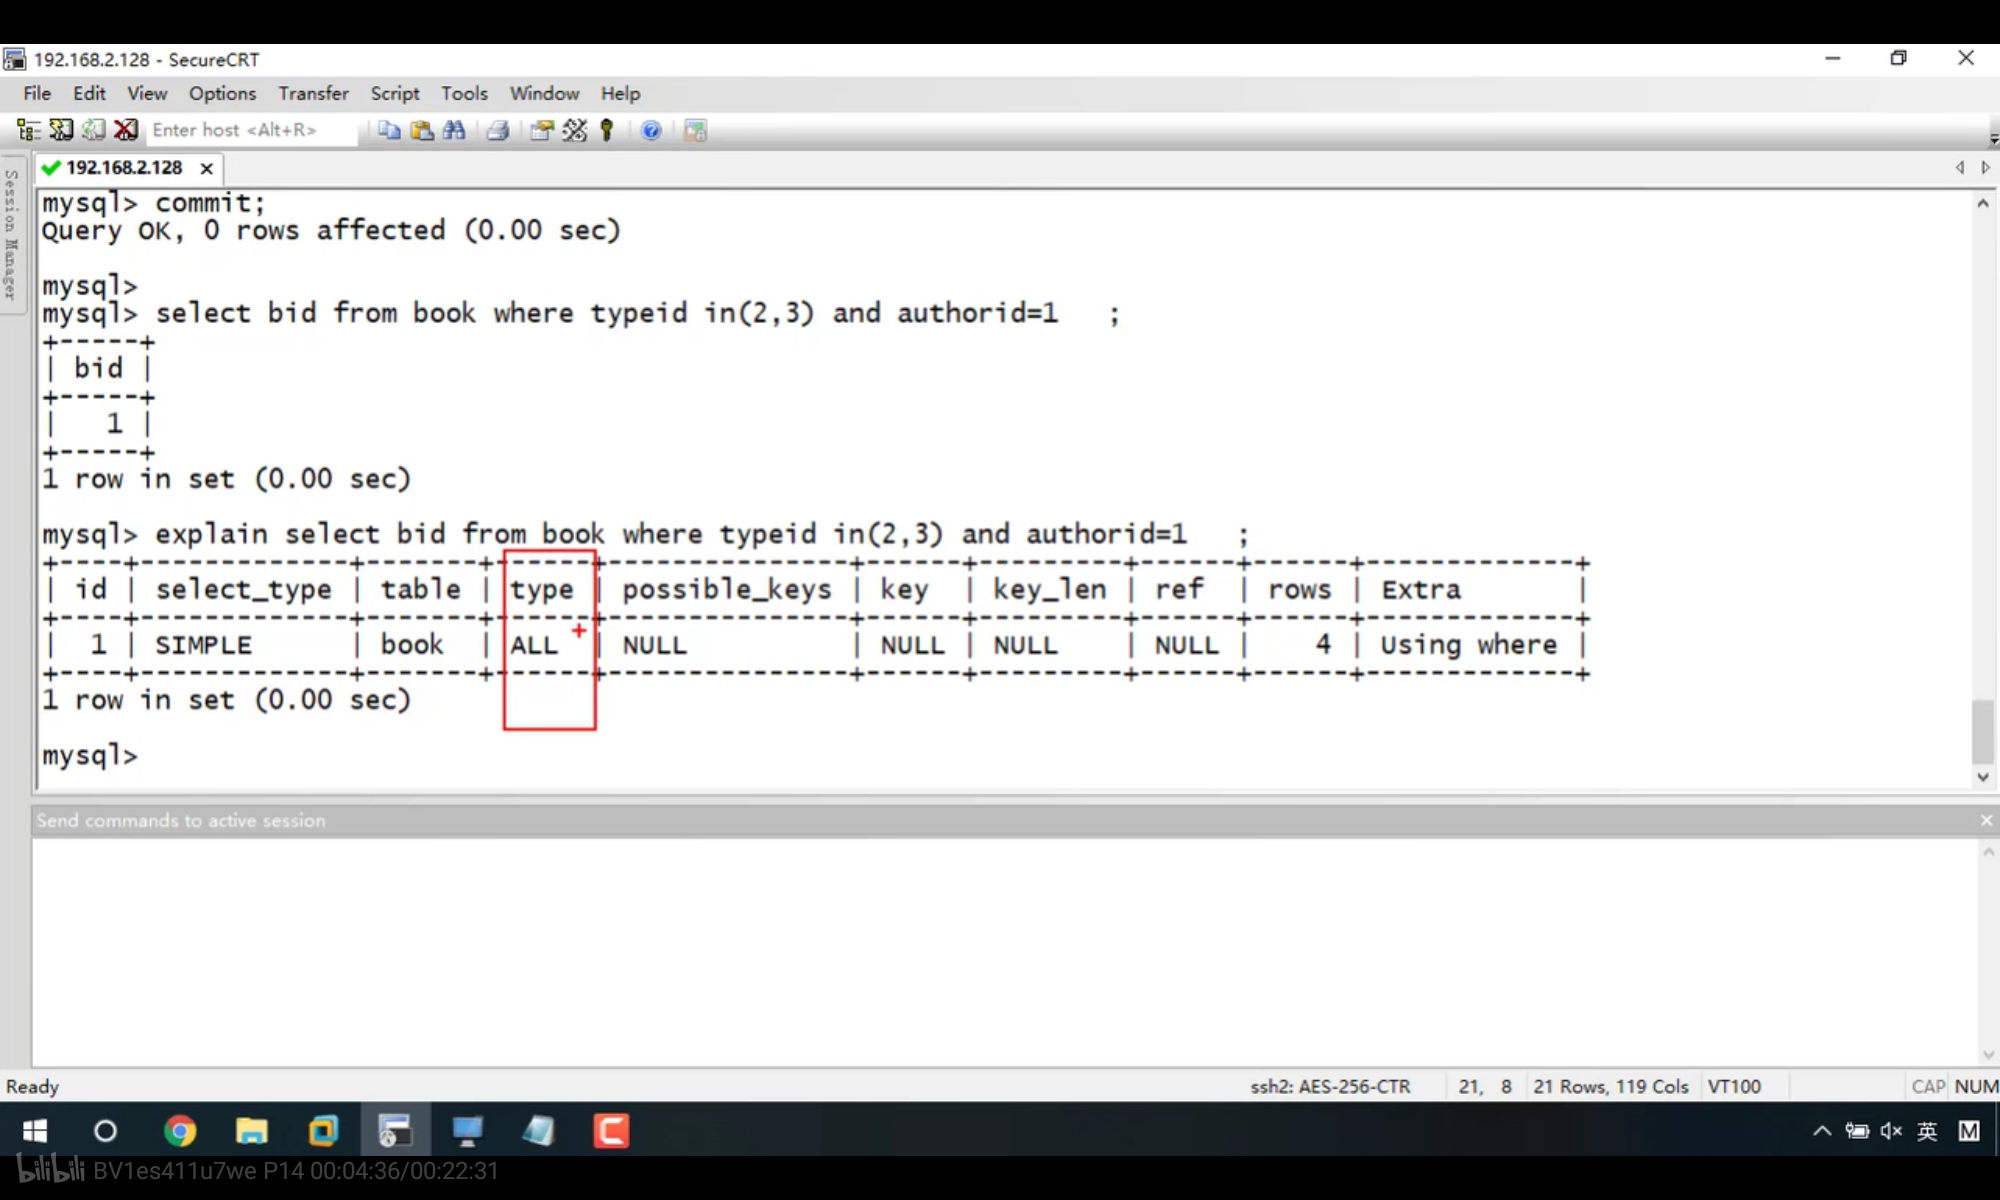 192.168.2.128 - SecureCRT
File Edit View Options Transfer Script Tools Window Help
Enter host <Alt+R>
192.168.2.128
Session Manager
mysql> commit;
Query OK, 0 rows affected (0.00 sec)
mysql>
mysql> select bid from book where typeid in(2,3) and authorid=1   ;
+-----+
| bid |
+-----+
|   1 |
+-----+
1 row in set (0.00 sec)
mysql> explain select bid from book where typeid in(2,3) and authorid=1   ;
+----+-------------+-------+------+---------------+------+---------+------+------+-------------+
| id | select_type | table | type | possible_keys | key  | key_len | ref  | rows | Extra       |
+----+-------------+-------+------+---------------+------+---------+------+------+-------------+
|  1 | SIMPLE      | book  | ALL  | NULL          | NULL | NULL    | NULL |    4 | Using where |
+----+-------------+-------+------+---------------+------+---------+------+------+-------------+
1 row in set (0.00 sec)
mysql>
Send commands to active session
Ready ssh2: AES-256-CTR 21, 8 21 Rows, 119 Cols VT100 CAP NUM
英 M
bilibili BV1es411u7we P14 00:04:36/00:22:31